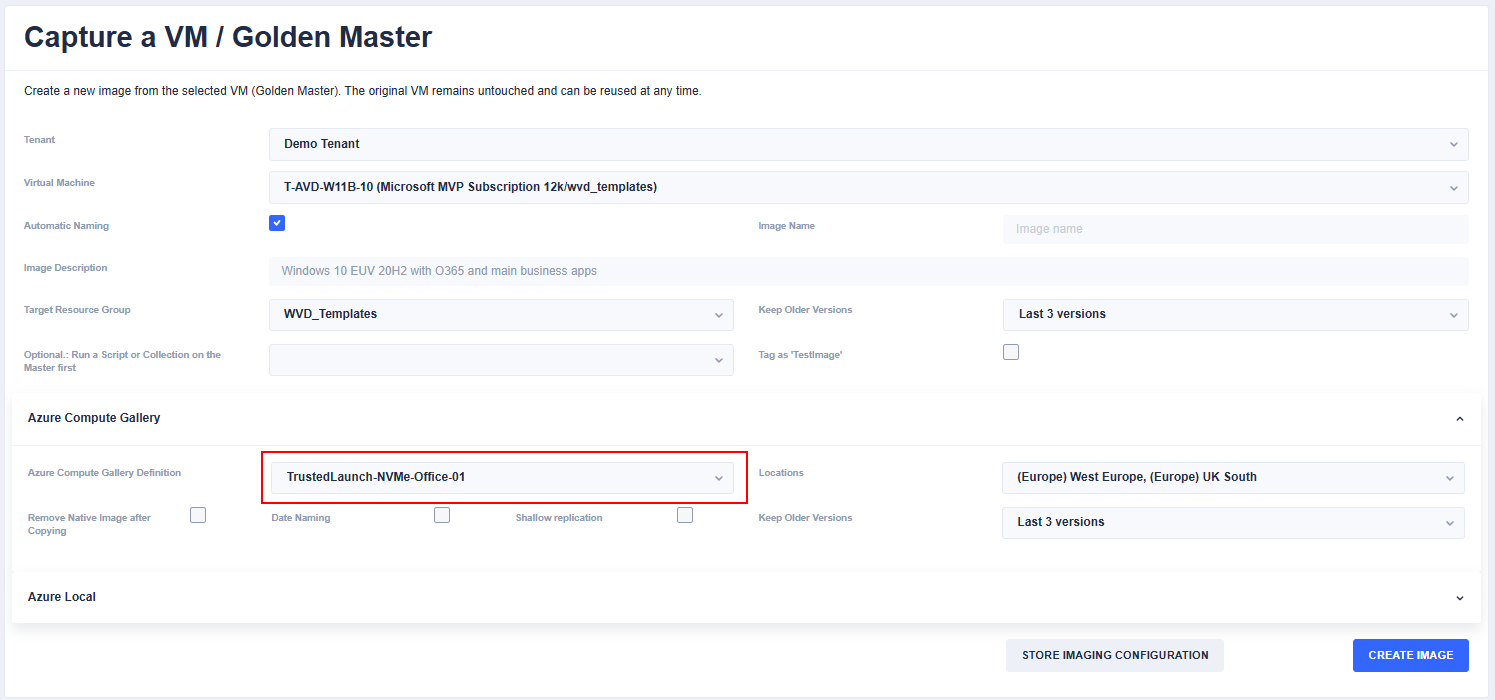 Capture a VM / Golden Master
Create a new image from the selected VM (Golden Master). The original VM remains untouched and can be reused at any time.
Tenant
Demo Tenant
Virtual Machine
T-AVD-W11B-10 (Microsoft MVP Subscription 12k/wvd_templates)
Automatic Naming
Image Name
Image name
Image Description
Windows 10 EUV 20H2 with O365 and main business apps
Target Resource Group
WVD_Templates
Keep Older Versions
Last 3 versions
Optional.: Run a Script or Collection on the
Master first
Tag as 'TestImage'
Azure Compute Gallery
Azure Compute Gallery Definition
TrustedLaunch-NVMe-Office-01
Locations
(Europe) West Europe, (Europe) UK South
Remove Native Image after
Copying
Date Naming
Shallow replication
Keep Older Versions
Last 3 versions
Azure Local
STORE IMAGING CONFIGURATION
CREATE IMAGE